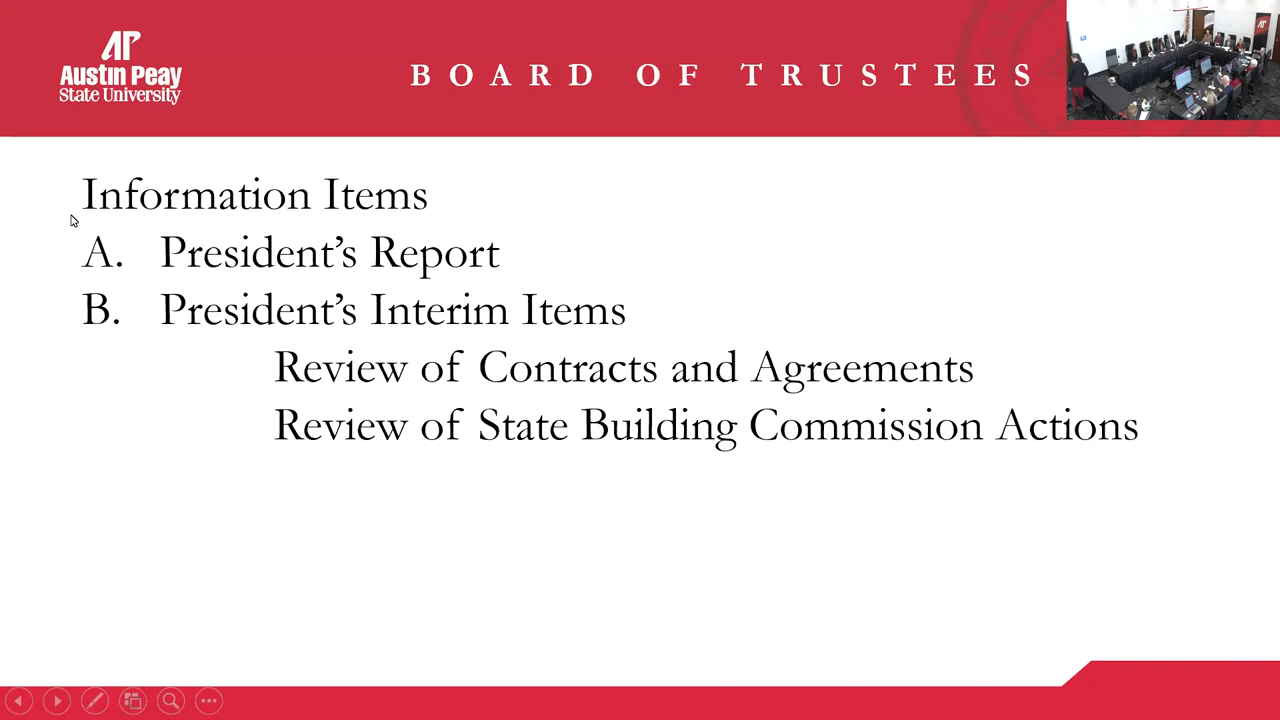 AP
Austin Peay
State University
BOARD OF TRUSTEES
Information Items
A. President's Report
B. President's Interim Items
Review of Contracts and Agreements
Review of State Building Commission Actions